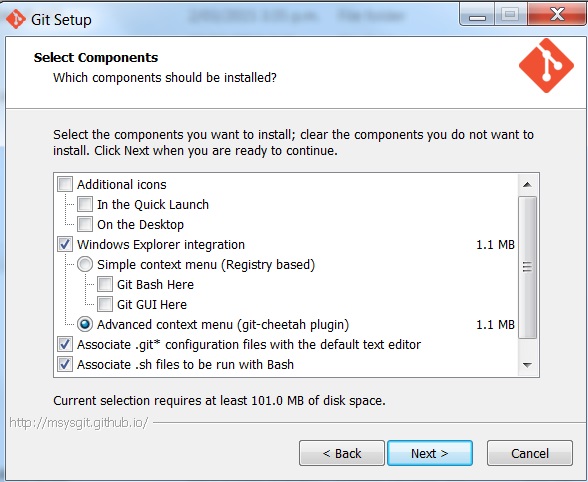 Git Setup
Select Components
Which components should be installed?
Select the components you want to install; clear the components you do not want to
install. Click Next when you are ready to continue.
Additional icons
In the Quick Launch
On the Desktop
Windows Explorer integration 1.1 MB
Simple context menu (Registry based)
Git Bash Here
Git GUI Here
Advanced context menu (git-cheetah plugin) 1.1 MB
Associate .git* configuration files with the default text editor
Associate .sh files to be run with Bash
Current selection requires at least 101.0 MB of disk space.
http://msysgit.github.io/
< Back
Next >
Cancel